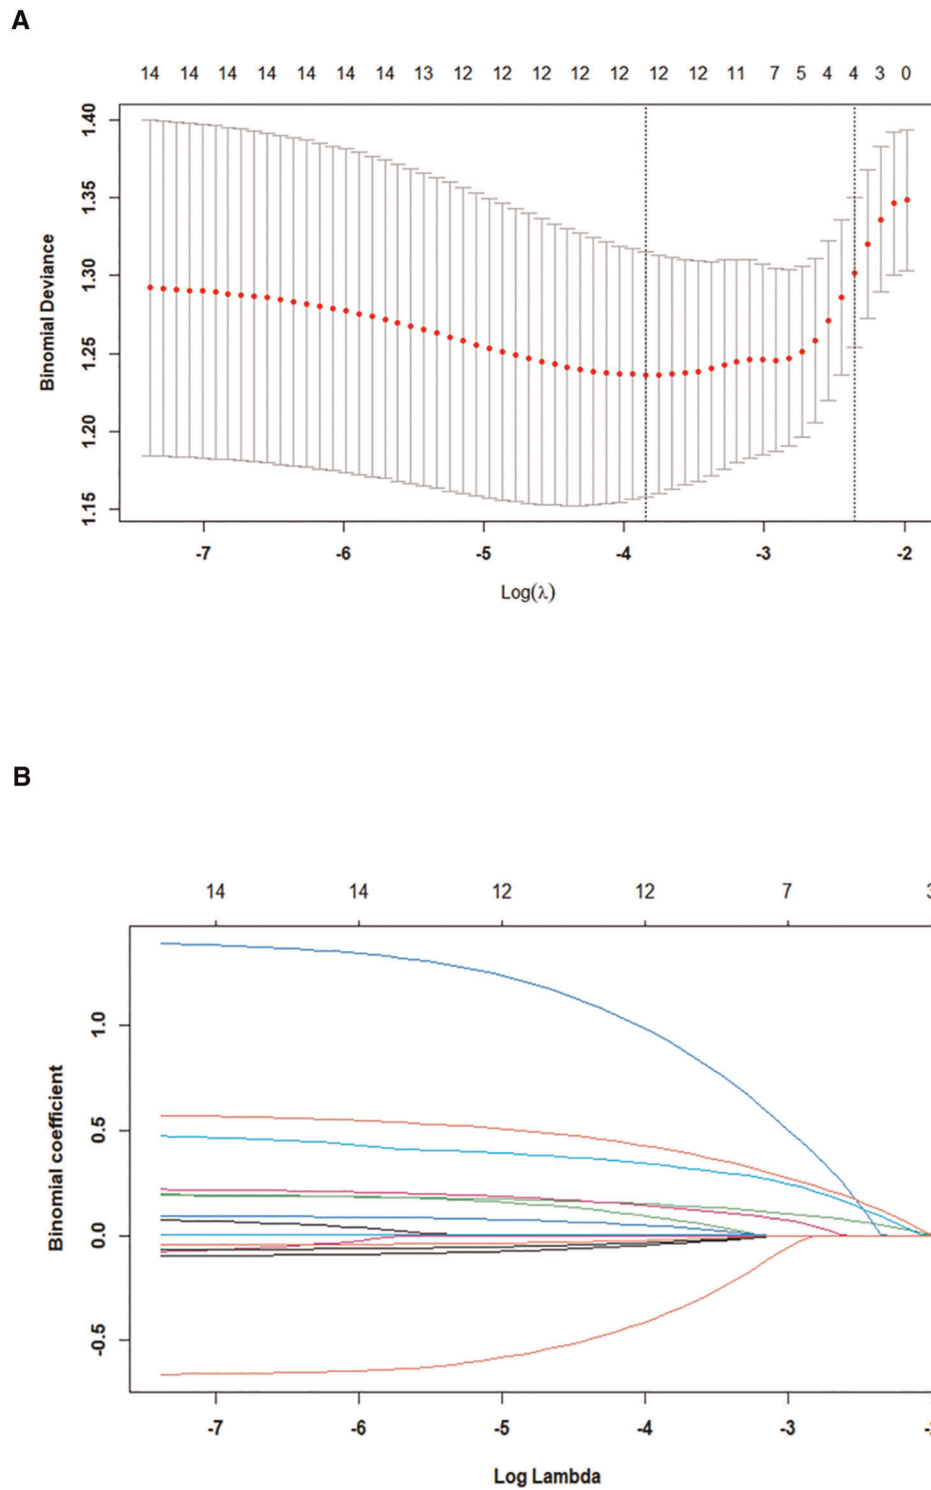 A
14 14 14 14 14 14 14 13 12 12 12 12 12 12 12 11 7 5 4 4 3 0
1.40
1.35
1.30
1.25
1.20
1.15
Binomial Deviance
-7 -6 -5 -4 -3 -2
Log(λ)
B
14 14 12 12 7 3
1.0
0.5
0.0
-0.5
Binomial coefficient
-7 -6 -5 -4 -3 -2
Log Lambda